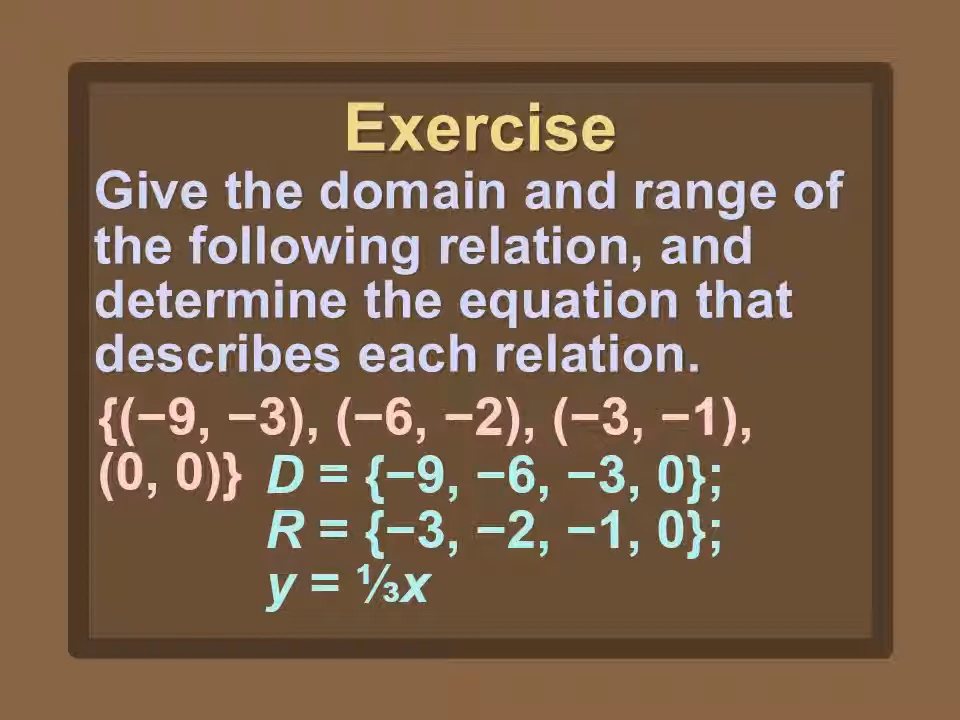 Exercise
Give the domain and range of
the following relation, and
determine the equation that
describes each relation.
{(−9, −3), (−6, −2), (−3, −1),
(0, 0)} D = {−9, −6, −3, 0};
R = {−3, −2, −1, 0};
y = ⅓x